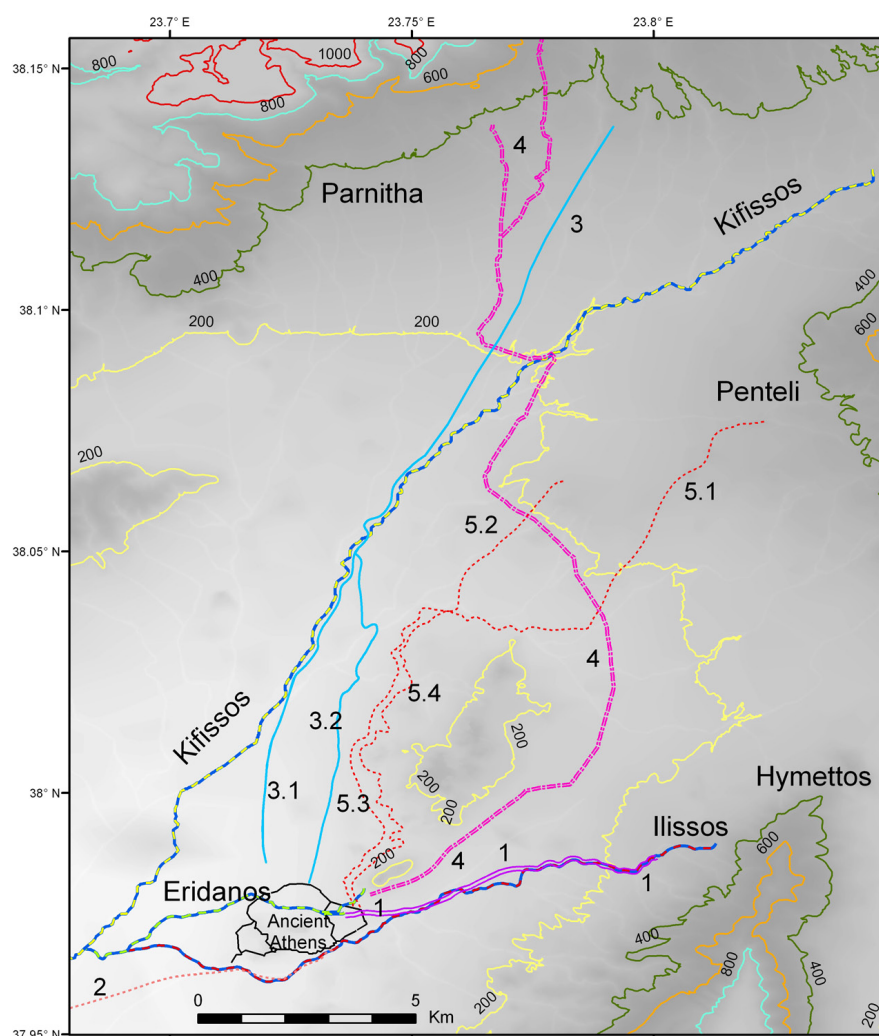 23.7° 23.75° 23.8°
38.15° N
800 1000 800 600
800
4
Parnitha
3
Kifissos
400
400
38.1° N
200 200
600
Penteli
200
5.1
5.2
38.05° N
4
5.4
Kifissos
3.2
200
200
3.1
5.3
200
38° N
Hymettos
Ilissos
600
200
4 1
1
Eridanos
1
Ancient
Athens
400
800
400
2
200
200
0 5 Km
37.95° N